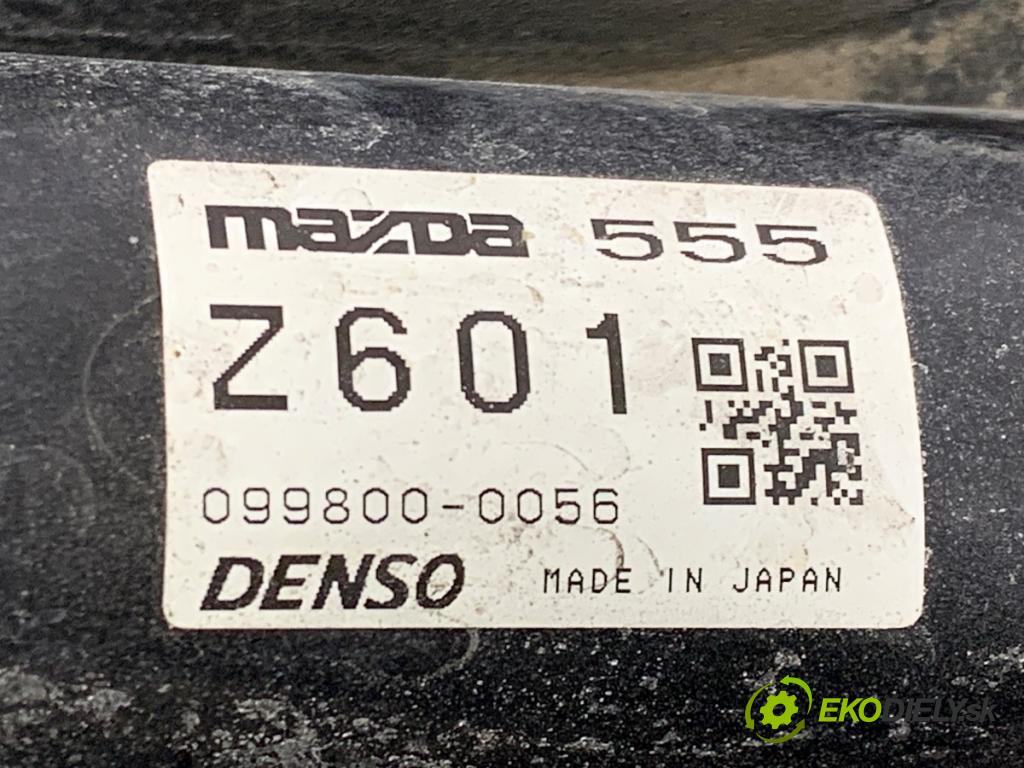 mazda 555
Z601
099800-0056
DENSO MADE IN JAPAN
EKODIELY.sk